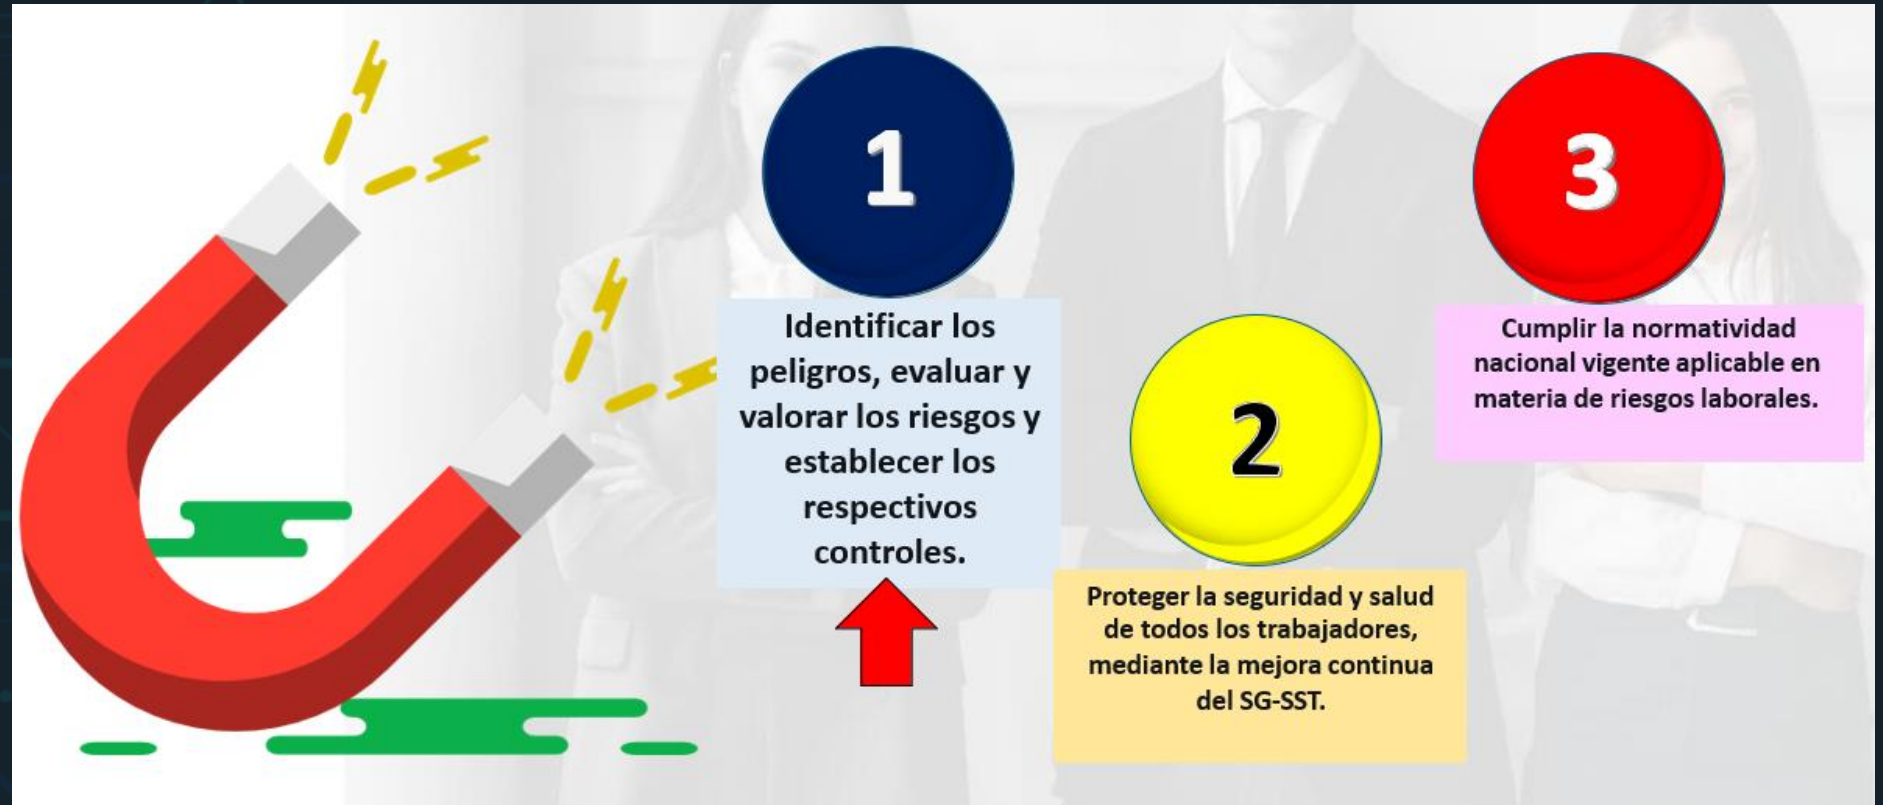 1
Identificar los
peligros, evaluar y
valorar los riesgos y
establecer los
respectivos
controles.
2
Proteger la seguridad y salud
de todos los trabajadores,
mediante la mejora continua
del SG-SST.
3
Cumplir la normatividad
nacional vigente aplicable en
materia de riesgos laborales.